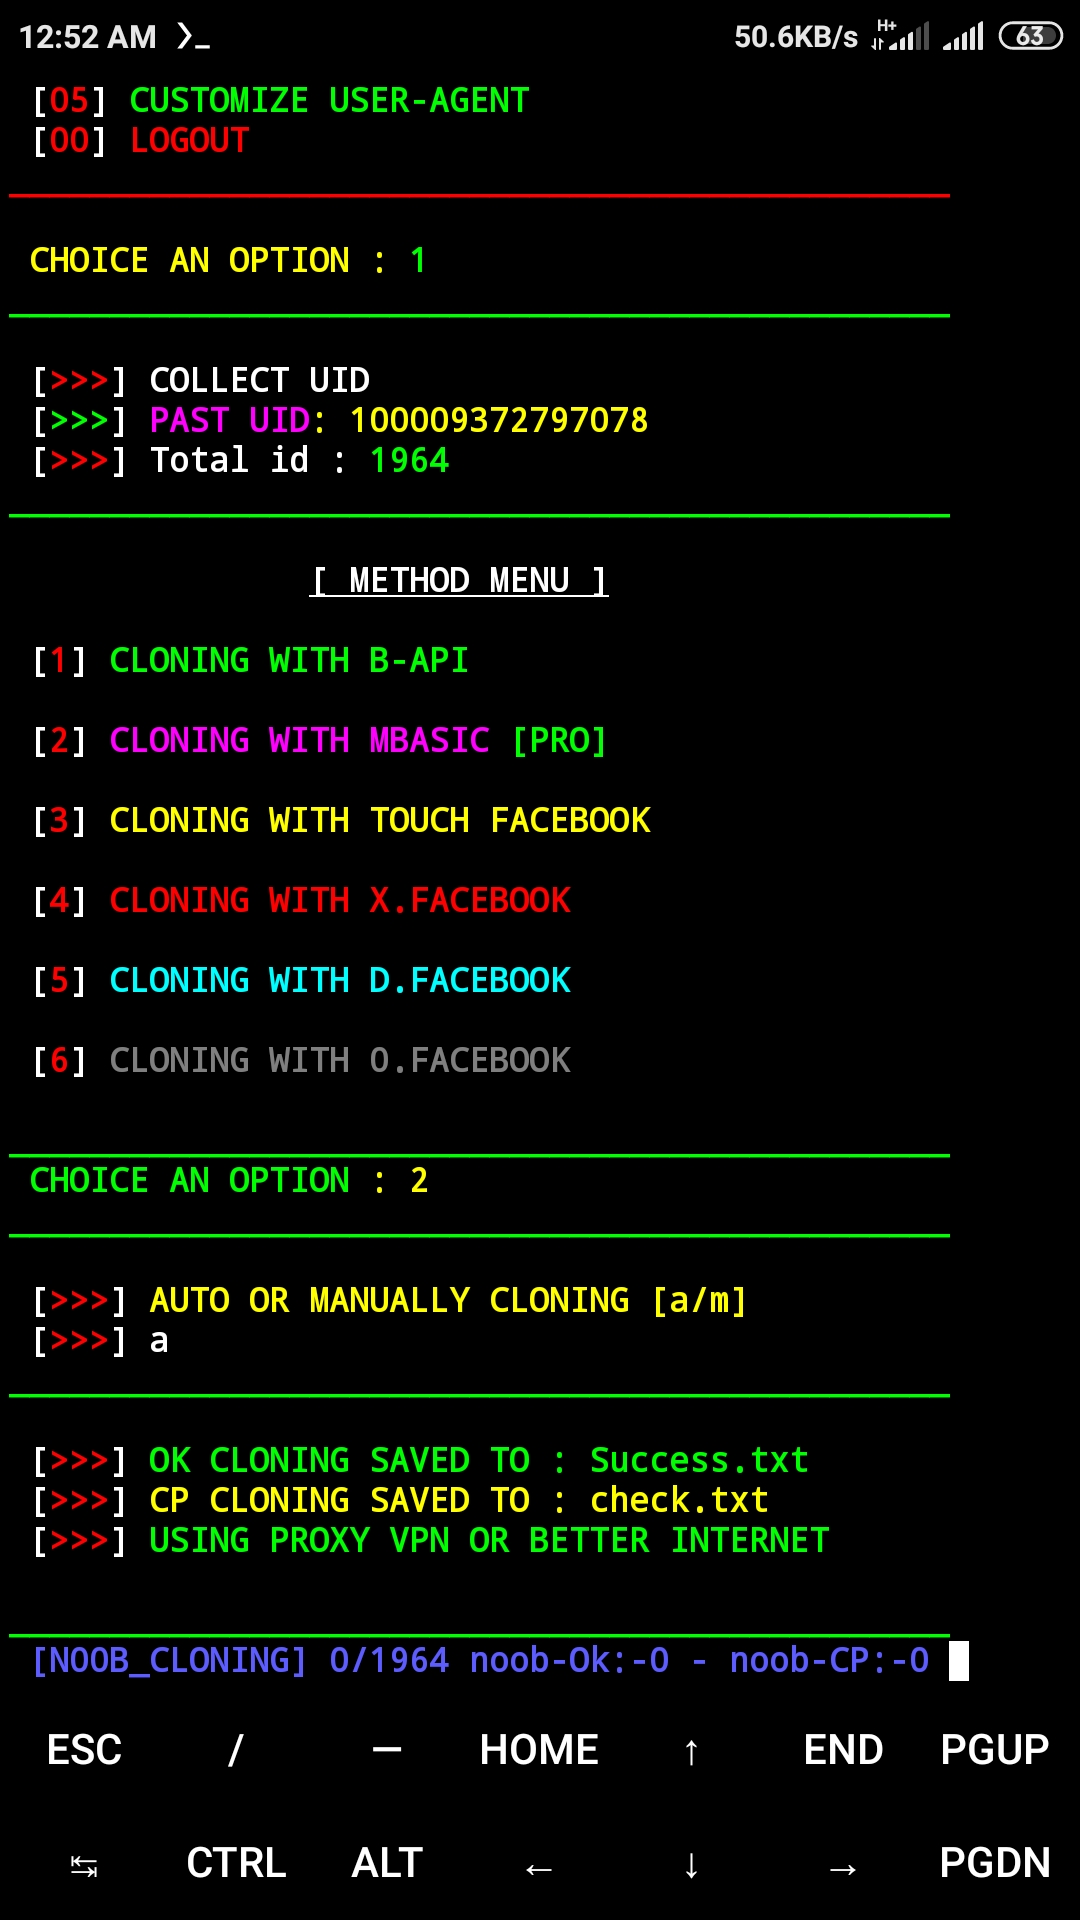 12:52 AM 50.6KB/s H+ 63
[05] CUSTOMIZE USER-AGENT
[00] LOGOUT
CHOICE AN OPTION : 1
[>>>] COLLECT UID
[>>>] PAST UID: 100009372797078
[>>>] Total id : 1964
[ METHOD MENU ]
[1] CLONING WITH B-API
[2] CLONING WITH MBASIC [PRO]
[3] CLONING WITH TOUCH FACEBOOK
[4] CLONING WITH X.FACEBOOK
[5] CLONING WITH D.FACEBOOK
[6] CLONING WITH O.FACEBOOK
CHOICE AN OPTION : 2
[>>>] AUTO OR MANUALLY CLONING [a/m]
[>>>] a
[>>>] OK CLONING SAVED TO : Success.txt
[>>>] CP CLONING SAVED TO : check.txt
[>>>] USING PROXY VPN OR BETTER INTERNET
[NOOB_CLONING] 0/1964 noob-Ok:-0 - noob-CP:-0
ESC / — HOME ↑ END PGUP
↹ CTRL ALT ← ↓ → PGDN